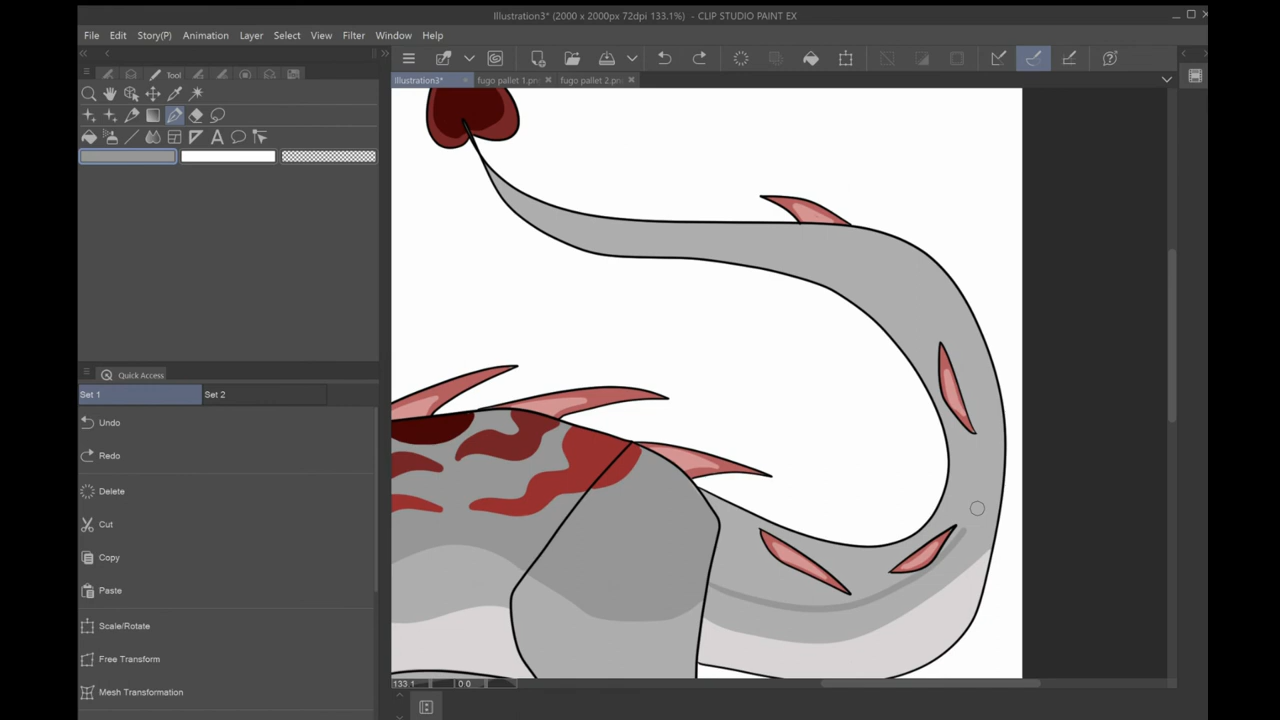 Illustration3* (2000 x 2000px 72dpi 133.1%) - CLIP STUDIO PAINT EX
File Edit Story(P) Animation Layer Select View Filter Window Help
Tool
Illustration3* fugo pallet 1.pn: fugo pallet 2.pn:
Quick Access
Set 1 Set 2
Undo
Redo
Delete
Cut
Copy
Paste
Scale/Rotate
Free Transform
Mesh Transformation
133.1 0.0